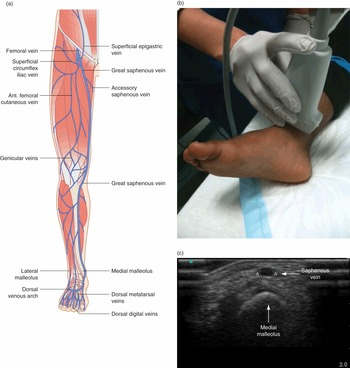 (a)
Femoral vein
Superficial
circumflex
iliac vein
Ant. femoral
cutaneous vein
Genicular veins
Lateral
malleolus
Dorsal
venous arch
Superficial epigastric
vein
Great saphenous vein
Accessory
saphenous vein
Great saphenous vein
Medial malleolus
Dorsal metatarsal
veins
Dorsal digital veins
(b)
(c)
A
A
Saphenous
vein
Medial
malleolus
2.0